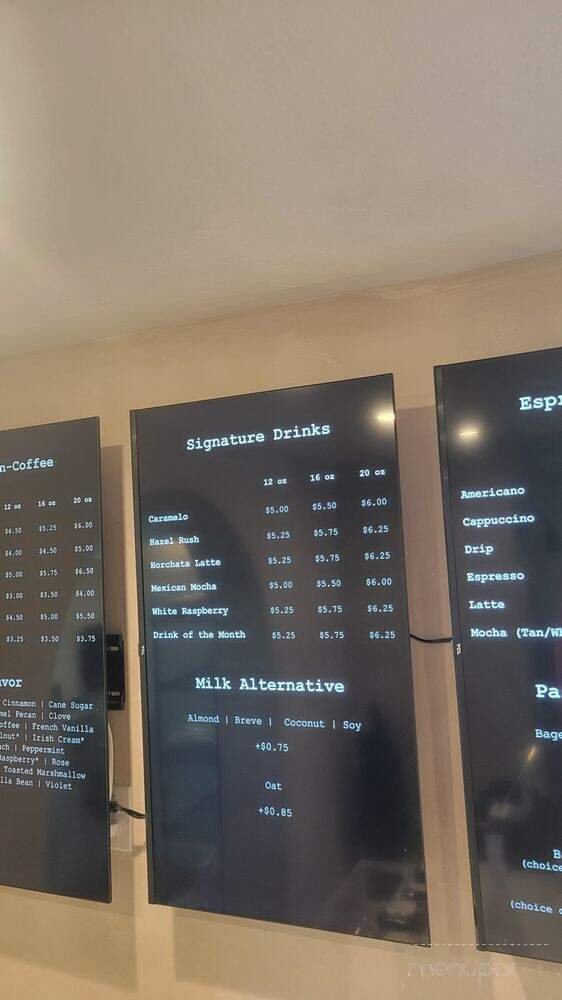 n-Coffee
12 oz 16 oz 20 oz
$4.50 $5.25 $6.00
$4.00 $4.50 $5.00
$5.00 $5.75 $6.50
$3.00 $3.50 $4.00
$4.50 $5.00 $5.50
$3.25 $3.50 $3.75
avor
Cinnamon | Cane Sugar
mel Pecan | Clove
offee | French Vanilla
lnut* | Irish Cream*
ch | Peppermint
aspberry* | Rose
Toasted Marshmallow
lla Bean | Violet
Signature Drinks
12 oz 16 oz 20 oz
Caramelo $5.00 $5.50 $6.00
Hazel Rush $5.25 $5.75 $6.25
Horchata Latte $5.25 $5.75 $6.25
Mexican Mocha $5.00 $5.50 $6.00
White Raspberry $5.25 $5.75 $6.25
Drink of the Month $5.25 $5.75 $6.25
Milk Alternative
Almond | Breve | Coconut | Soy
+$0.75
Oat
+$0.85
TCL
Esp
Americano
Cappuccino
Drip
Espresso
Latte
Mocha (Tan/Wh
Pa
Bage
B
(choice
(choice o
TCL
menupix